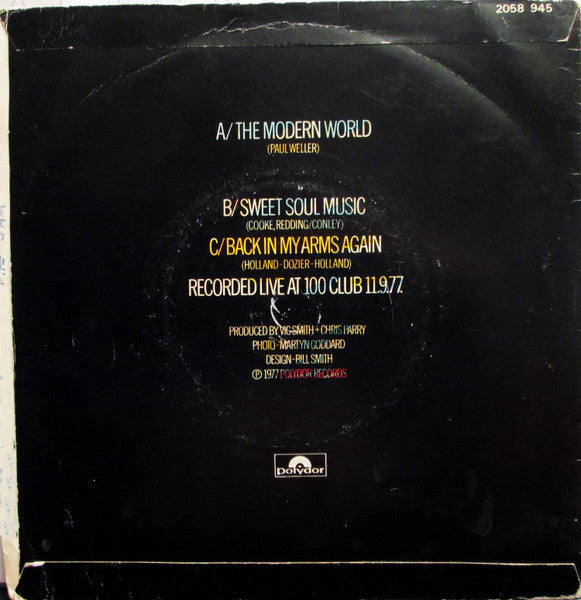 2058 945
A/ THE MODERN WORLD
(PAUL WELLER)
B/ SWEET SOUL MUSIC
(COOKE, REDDING/CONLEY)
C/ BACK IN MY ARMS AGAIN
(HOLLAND-DOZIER-HOLLAND)
RECORDED LIVE AT 100 CLUB 11.9.77.
PRODUCED BY VIC SMITH + CHRIS PARRY
PHOTO-MARTYN GODDARD
DESIGN-BILL SMITH
Ⓟ 1977 POLYDOR RECORDS
polydor